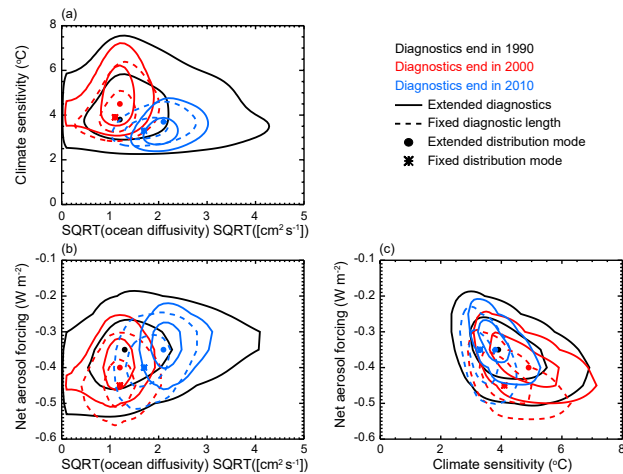 (a)
8
6
4
2
0
Climate sensitivity (°C)
0 1 2 3 4 5
SQRT(ocean diffusivity) SQRT([cm² s⁻¹])
Diagnostics end in 1990
Diagnostics end in 2000
Diagnostics end in 2010
Extended diagnostics
Fixed diagnostic length
Extended distribution mode
Fixed distribution mode
(b)
-0.1
-0.2
-0.3
-0.4
-0.5
-0.6
Net aerosol forcing (W m⁻²)
0 1 2 3 4 5
SQRT(ocean diffusivity) SQRT([cm² s⁻¹])
(c)
-0.1
-0.2
-0.3
-0.4
-0.5
-0.6
Net aerosol forcing (W m⁻²)
0 2 4 6 8
Climate sensitivity (°C)